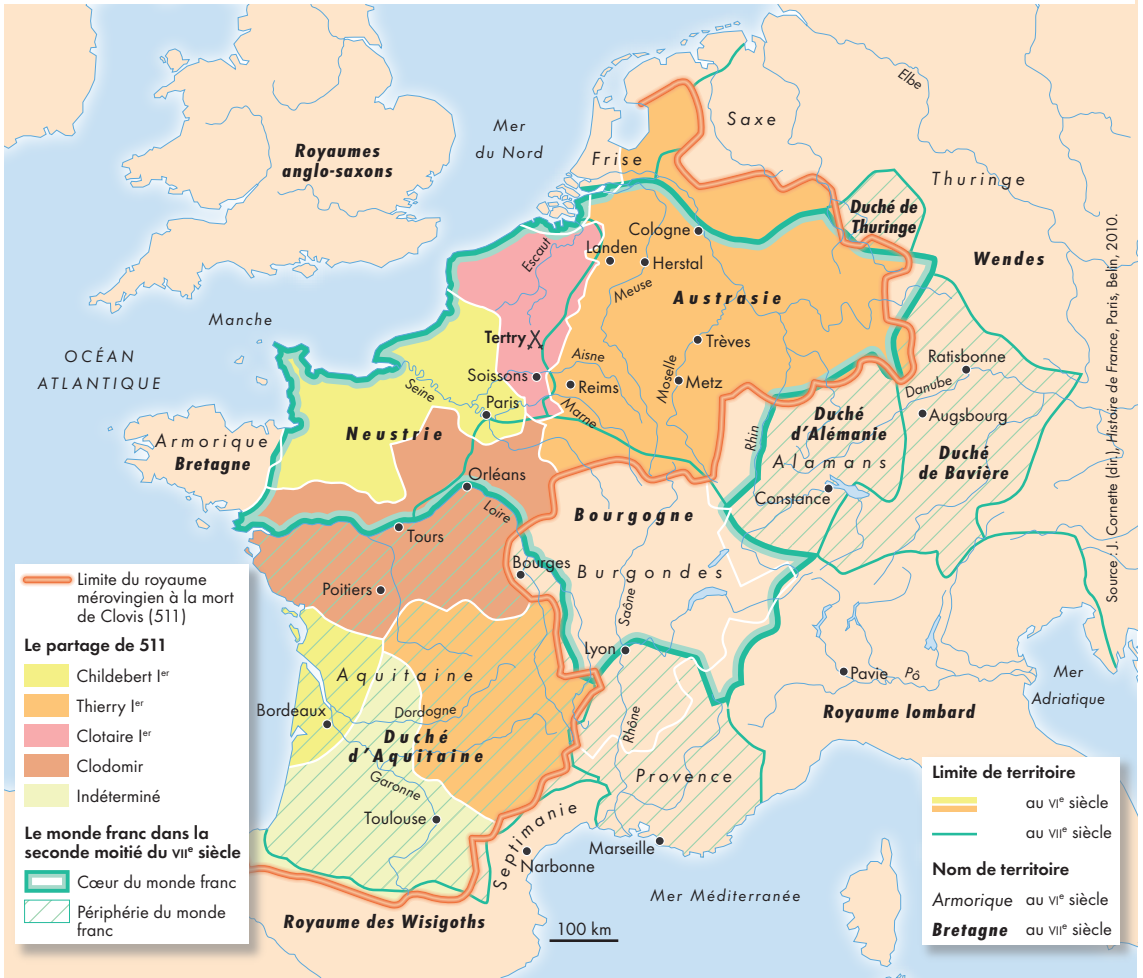 Mer
du Nord
Elbe
Saxe
Royaumes
anglo-saxons
Frise
Thuringe
Duché de
Thuringe
Cologne
Landen
Herstal
Escaut
Meuse
Wendes
Austrasie
Manche
Tertry
Trèves
OCÉAN
ATLANTIQUE
Aisne
Soissons
Reims
Moselle
Metz
Ratisbonne
Danube
Seine
Paris
Marne
Augsbourg
Neustrie
Rhin
Duché
d'Alémanie
Alamans
Duché
de Bavière
Armorique
Bretagne
Orléans
Constance
Loire
Tours
Bourgogne
Bourges
Burgondes
Poitiers
Saône
Lyon
Aquitaine
Pavie
Pô
Mer
Adriatique
Bordeaux
Dordogne
Royaume lombard
Rhône
Duché
d'Aquitaine
Provence
Garonne
Toulouse
Septimanie
Marseille
Narbonne
Mer Méditerranée
Royaume des Wisigoths
100 km
Limite du royaume
mérovingien à la mort
de Clovis (511)
Le partage de 511
Childebert Ier
Thierry Ier
Clotaire Ier
Clodomir
Indéterminé
Le monde franc dans la
seconde moitié du VIIe siècle
Cœur du monde franc
Périphérie du monde
franc
Limite de territoire
au VIe siècle
au VIIe siècle
Nom de territoire
Armorique au VIe siècle
Bretagne au VIIe siècle
Source : J. Cornette (dir.), Histoire de France, Paris, Belin, 2010.